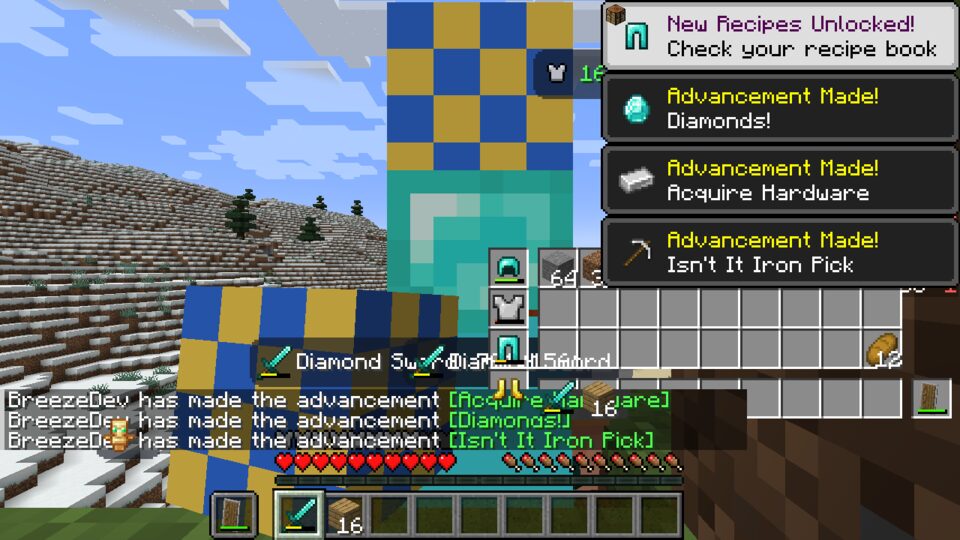 New Recipes Unlocked!
Check your recipe book
16
Advancement Made!
Diamonds!
Advancement Made!
Acquire Hardware
Advancement Made!
Isn't It Iron Pick
64
12
Diamond
BreezeDev has made the advancement [Acquire Hardware]
BreezeDev has made the advancement [Diamonds!]
BreezeDev has made the advancement [Isn't It Iron Pick]
16
16